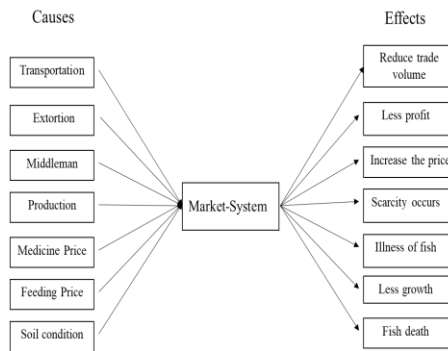 Causes
Effects
Transportation
Extortion
Middleman
Production
Medicine Price
Feeding Price
Soil condition
Market-System
Reduce trade
volume
Less profit
Increase the price
Scarcity occurs
Illness of fish
Less growth
Fish death